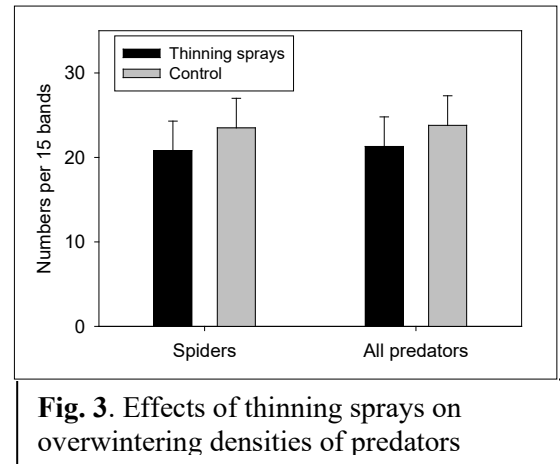 Thinning sprays
Control
30
20
10
0
Numbers per 15 bands
Spiders All predators
Fig. 3. Effects of thinning sprays on
overwintering densities of predators